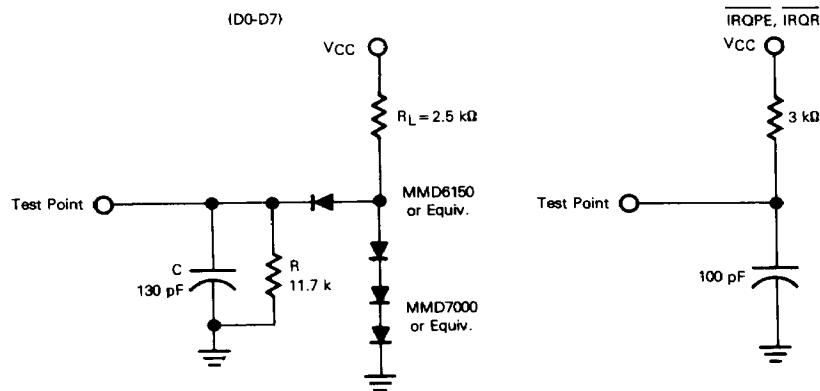 (D0-D7)
VCC
RL = 2.5 kΩ
Test Point
MMD6150
or Equiv.
C
130 pF
R
11.7 k
MMD7000
or Equiv.
IRQPE, IRQR
VCC
3 kΩ
Test Point
100 pF